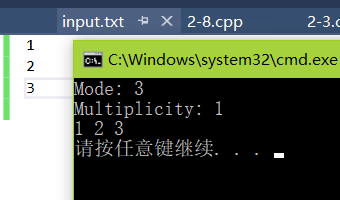 input.txt 2-8.cpp 2-3.c
1
2
3
C:\Windows\system32\cmd.exe
Mode: 3
Multiplicity: 1
1 2 3
请按任意键继续. . .